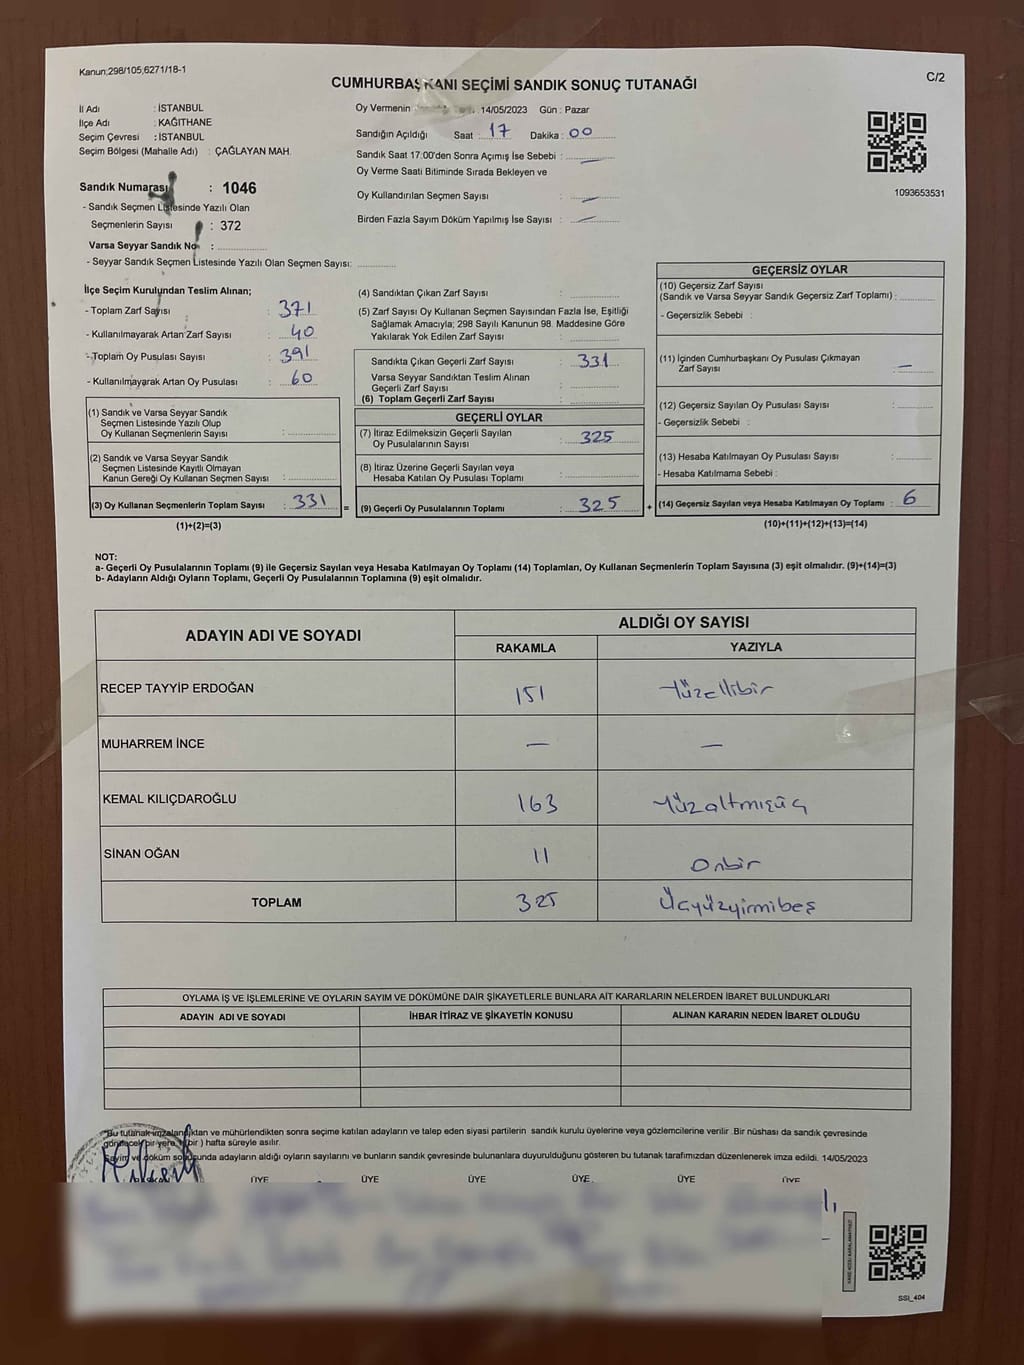 Kanun;298/105;6271/18-1
C/2
CUMHURBAŞKANI SEÇİMİ SANDIK SONUÇ TUTANAĞI
İl Adı : İSTANBUL
İlçe Adı : KAĞITHANE
Seçim Çevresi : İSTANBUL
Seçim Bölgesi (Mahalle Adı) : ÇAĞLAYAN MAH.
Oy Vermenin 14/05/2023 Gün : Pazar
Sandığın Açıldığı Saat : 17 Dakika : 00
Sandık Saat 17:00'den Sonra Açımış İse Sebebi : —
Oy Verme Saati Bitiminde Sırada Bekleyen ve
Oy Kullandırılan Seçmen Sayısı : —
Birden Fazla Sayım Döküm Yapılmış İse Sayısı : —
1093653531
Sandık Numarası : 1046
- Sandık Seçmen Listesinde Yazılı Olan
Seçmenlerin Sayısı : 372
Varsa Seyyar Sandık No :
- Seyyar Sandık Seçmen Listesinde Yazılı Olan Seçmen Sayısı:
İlçe Seçim Kurulundan Teslim Alınan;
- Toplam Zarf Sayısı : 371
- Kullanılmayarak Artan Zarf Sayısı : 40
- Toplam Oy Pusulası Sayısı : 391
- Kullanılmayarak Artan Oy Pusulası : 60
(1) Sandık ve Varsa Seyyar Sandık
Seçmen Listesinde Yazılı Olup
Oy Kullanan Seçmenlerin Sayısı :
(2) Sandık ve Varsa Seyyar Sandık
Seçmen Listesinde Kayıtlı Olmayan
Kanun Gereği Oy Kullanan Seçmen Sayısı :
(3) Oy Kullanan Seçmenlerin Toplam Sayısı : 331
(1)+(2)=(3)
(4) Sandıktan Çıkan Zarf Sayısı :
(5) Zarf Sayısı Oy Kullanan Seçmen Sayısından Fazla İse, Eşitliği
Sağlamak Amacıyla; 298 Sayılı Kanunun 98. Maddesine Göre
Yakılarak Yok Edilen Zarf Sayısı :
Sandıkta Çıkan Geçerli Zarf Sayısı : 331
Varsa Seyyar Sandıktan Teslim Alınan
Geçerli Zarf Sayısı :
(6) Toplam Geçerli Zarf Sayısı :
GEÇERLİ OYLAR
(7) İtiraz Edilmeksizin Geçerli Sayılan
Oy Pusulalarının Sayısı : 325
(8) İtiraz Üzerine Geçerli Sayılan veya
Hesaba Katılan Oy Pusulası Toplamı :
= (9) Geçerli Oy Pusulalarının Toplamı : 325 +
GEÇERSİZ OYLAR
(10) Geçersiz Zarf Sayısı
(Sandık ve Varsa Seyyar Sandık Geçersiz Zarf Toplamı) :
- Geçersizlik Sebebi :
(11) İçinden Cumhurbaşkanı Oy Pusulası Çıkmayan
Zarf Sayısı : —
(12) Geçersiz Sayılan Oy Pusulası Sayısı :
- Geçersizlik Sebebi :
(13) Hesaba Katılmayan Oy Pusulası Sayısı :
- Hesaba Katılmama Sebebi :
(14) Geçersiz Sayılan veya Hesaba Katılmayan Oy Toplamı : 6
(10)+(11)+(12)+(13)=(14)
NOT:
a- Geçerli Oy Pusulalarının Toplamı (9) ile Geçersiz Sayılan veya Hesaba Katılmayan Oy Toplamı (14) Toplamları, Oy Kullanan Seçmenlerin Toplam Sayısına (3) eşit olmalıdır. (9)+(14)=(3)
b- Adayların Aldığı Oyların Toplamı, Geçerli Oy Pusulalarının Toplamına (9) eşit olmalıdır.
ADAYIN ADI VE SOYADI ALDIĞI OY SAYISI
RAKAMLA YAZIYLA
RECEP TAYYİP ERDOĞAN 151 Yüzellibir
MUHARREM İNCE — —
KEMAL KILIÇDAROĞLU 163 Yüzaltmışüç
SİNAN OĞAN 11 Onbir
TOPLAM 325 Üçyüzyirmibeş
OYLAMA İŞ VE İŞLEMLERİNE VE OYLARIN SAYIM VE DÖKÜMÜNE DAİR ŞİKAYETLERLE BUNLARA AİT KARARLARIN NELERDEN İBARET BULUNDUKLARI
ADAYIN ADI VE SOYADI İHBAR İTİRAZ VE ŞİKAYETİN KONUSU ALINAN KARARIN NEDEN İBARET OLDUĞU
Bu tutanak imzalandıktan ve mühürlendikten sonra seçime katılan adayların ve talep eden siyasi partilerin sandık kurulu üyelerine veya gözlemcilerine verilir .Bir nüshası da sandık çevresinde
görülecek bir yere 1(bir ) hafta süreyle asılır.
Sayım ve döküm sonucunda adayların aldığı oyların sayılarını ve bunların sandık çevresinde bulunanlara duyurulduğunu gösteren bu tutanak tarafımızdan düzenlenerek imza edildi. 14/05/2023
ÜYE ÜYE ÜYE ÜYE ÜYE ÜYE
SSI_404